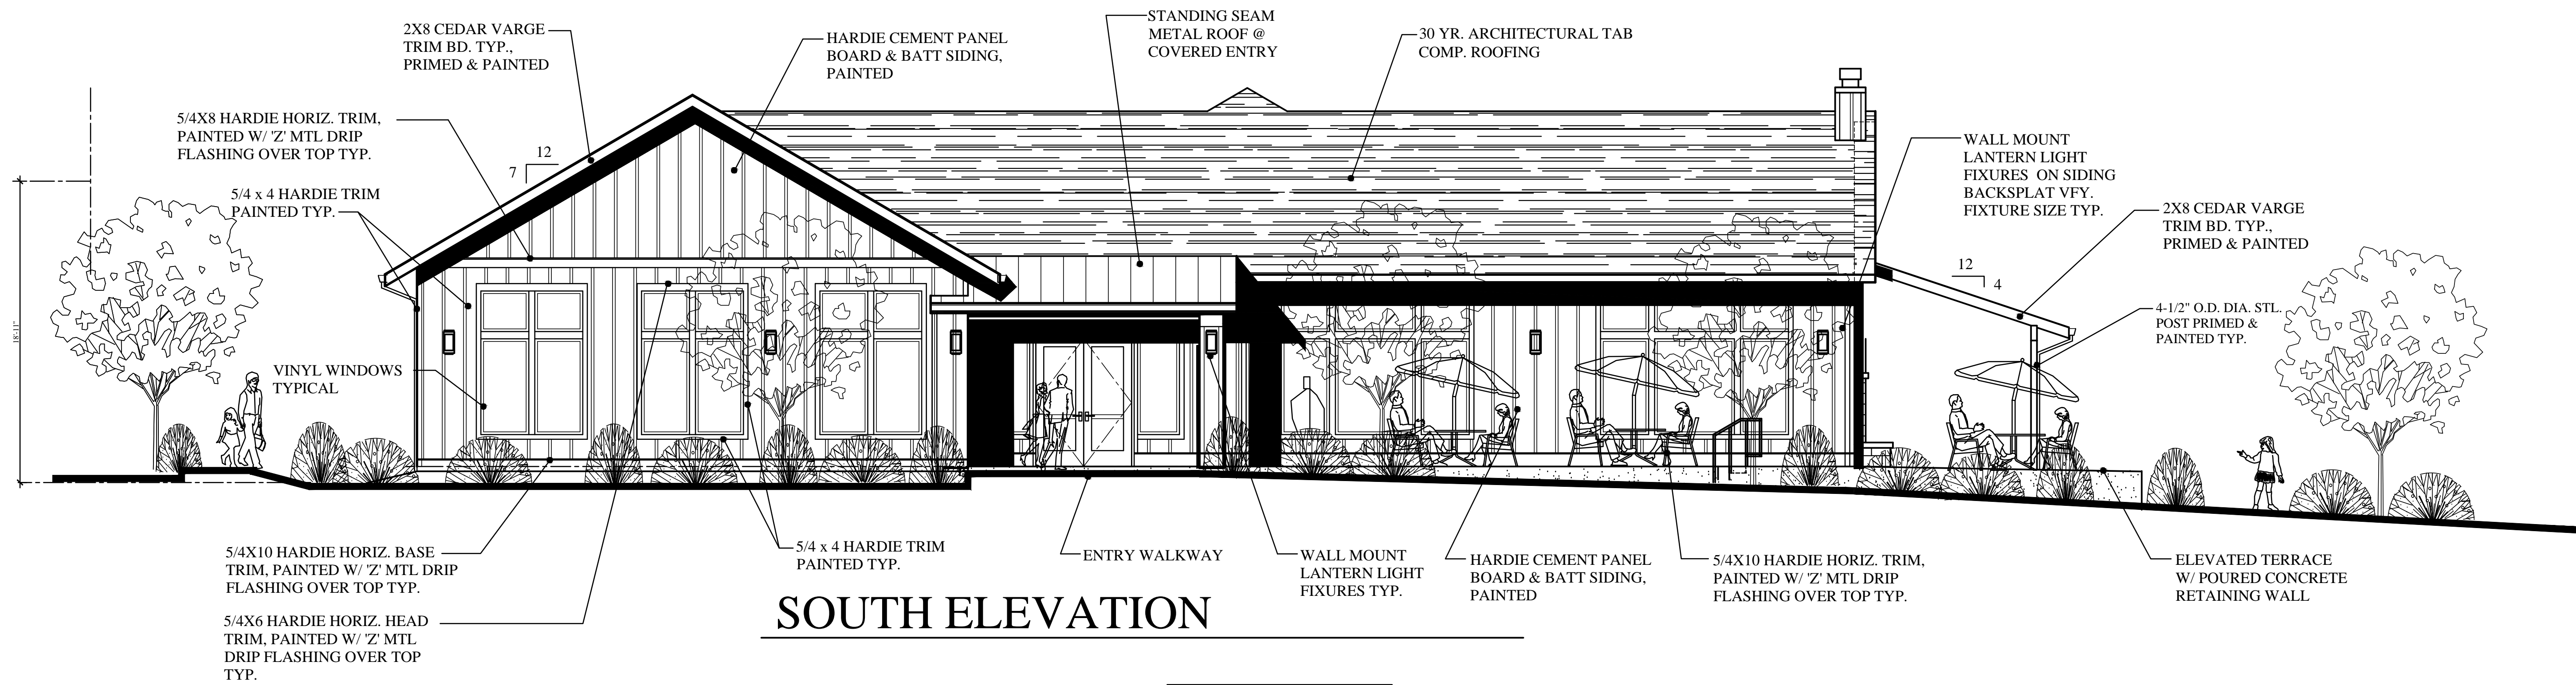 2X8 CEDAR VARGE
TRIM BD. TYP.,
PRIMED & PAINTED
HARDIE CEMENT PANEL
BOARD & BATT SIDING,
PAINTED
STANDING SEAM
METAL ROOF @
COVERED ENTRY
30 YR. ARCHITECTURAL TAB
COMP. ROOFING
5/4X8 HARDIE HORIZ. TRIM,
PAINTED W/ 'Z' MTL DRIP
FLASHING OVER TOP TYP.
12
7
5/4 x 4 HARDIE TRIM
PAINTED TYP.
WALL MOUNT
LANTERN LIGHT
FIXTURES ON SIDING
BACKSPLAT VFY.
FIXTURE SIZE TYP.
2X8 CEDAR VARGE
TRIM BD. TYP.,
PRIMED & PAINTED
12
4
4-1/2" O.D. DIA. STL.
POST PRIMED &
PAINTED TYP.
18'-11"
VINYL WINDOWS
TYPICAL
5/4X10 HARDIE HORIZ. BASE
TRIM, PAINTED W/ 'Z' MTL DRIP
FLASHING OVER TOP TYP.
5/4X6 HARDIE HORIZ. HEAD
TRIM, PAINTED W/ 'Z' MTL
DRIP FLASHING OVER TOP
TYP.
5/4 x 4 HARDIE TRIM
PAINTED TYP.
ENTRY WALKWAY
WALL MOUNT
LANTERN LIGHT
FIXTURES TYP.
HARDIE CEMENT PANEL
BOARD & BATT SIDING,
PAINTED
5/4X10 HARDIE HORIZ. TRIM,
PAINTED W/ 'Z' MTL DRIP
FLASHING OVER TOP TYP.
ELEVATED TERRACE
W/ POURED CONCRETE
RETAINING WALL
SOUTH ELEVATION